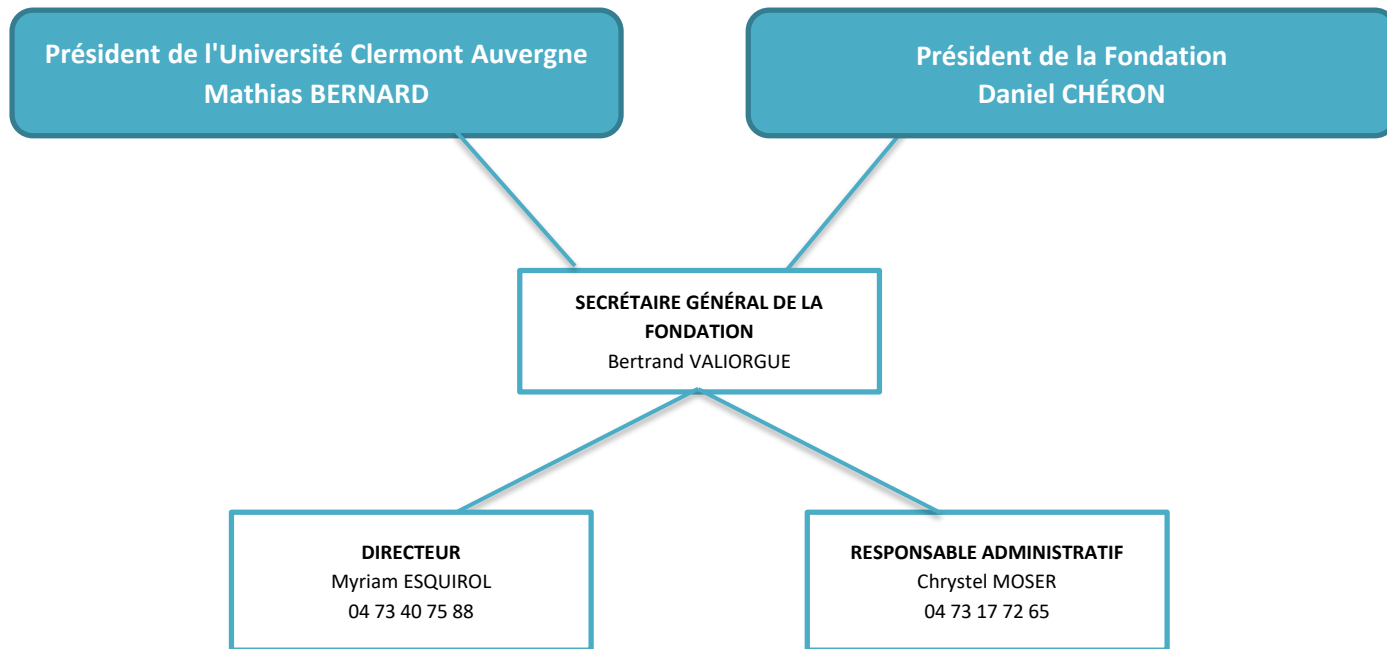 Président de l'Université Clermont Auvergne
Mathias BERNARD
Président de la Fondation
Daniel CHÉRON
SECRÉTAIRE GÉNÉRAL DE LA
FONDATION
Bertrand VALIORGUE
DIRECTEUR
Myriam ESQUIROL
04 73 40 75 88
RESPONSABLE ADMINISTRATIF
Chrystel MOSER
04 73 17 72 65